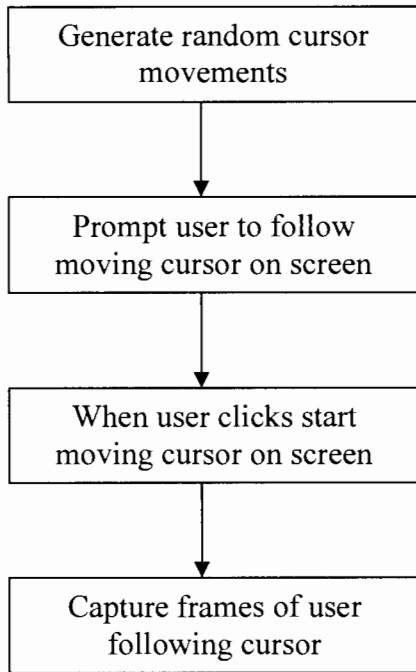 Generate random cursor
movements
Prompt user to follow
moving cursor on screen
When user clicks start
moving cursor on screen
Capture frames of user
following cursor